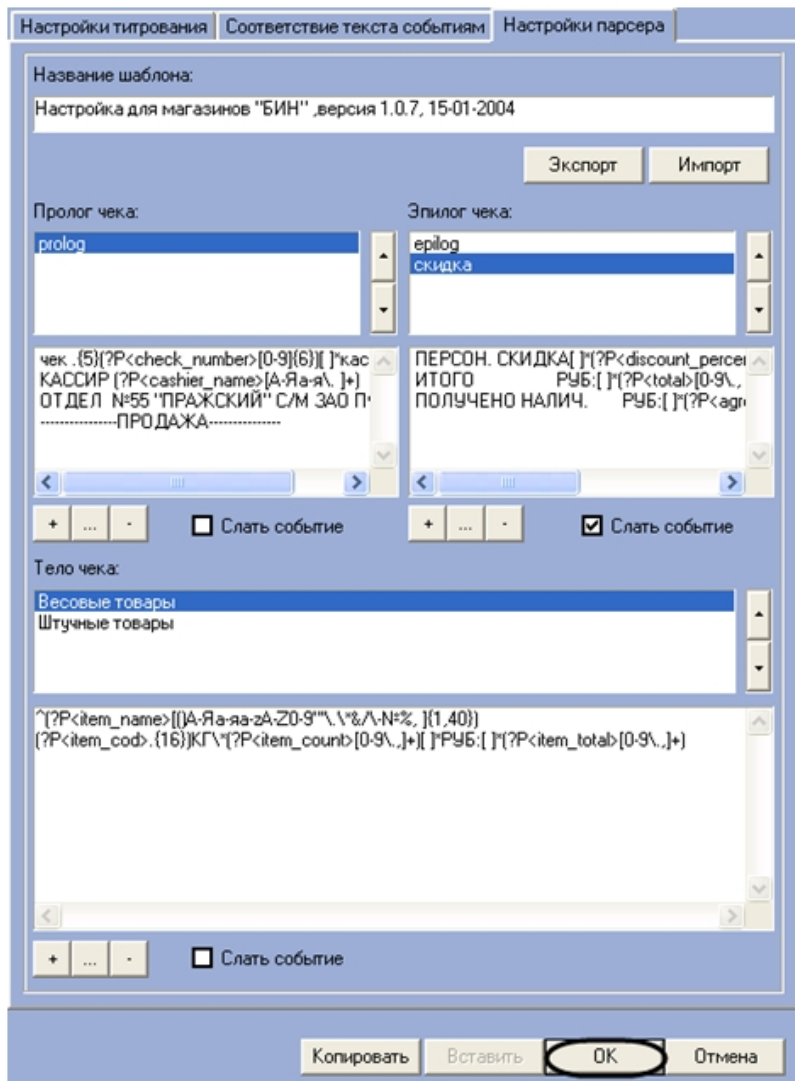 Настройки титрования Соответствие текста событиям Настройки парсера
Название шаблона:
Настройка для магазинов "БИН" ,версия 1.0.7, 15-01-2004
Экспорт Импорт
Пролог чека: Эпилог чека:
prolog
epilog
скидка
чек .{5}(?P<check_number>[0-9]{6})[ ]*кас
КАССИР (?P<cashier_name>[А-Яа-я\. ]+)
ОТДЕЛ №55 "ПРАЖСКИЙ" С/М ЗАО П
----------------ПРОДАЖА---------------
ПЕРСОН. СКИДКА[ ]*(?P<discount_percer
ИТОГО РУБ:[ ]*(?P<total>[0-9\.,
ПОЛУЧЕНО НАЛИЧ. РУБ:[ ]*(?P<agr
+ ... - Слать событие + ... - Слать событие
Тело чека:
Весовые товары
Штучные товары
^(?P<item_name>[()А-Яа-яa-zA-Z0-9'"\.\*&/\-№%, ]{1,40})
(?P<item_cod>.{16})КГ\*(?P<item_count>[0-9\.,]+)[ ]*РУБ:[ ]*(?P<item_total>[0-9\.,]+)
+ ... - Слать событие
Копировать Вставить OK Отмена